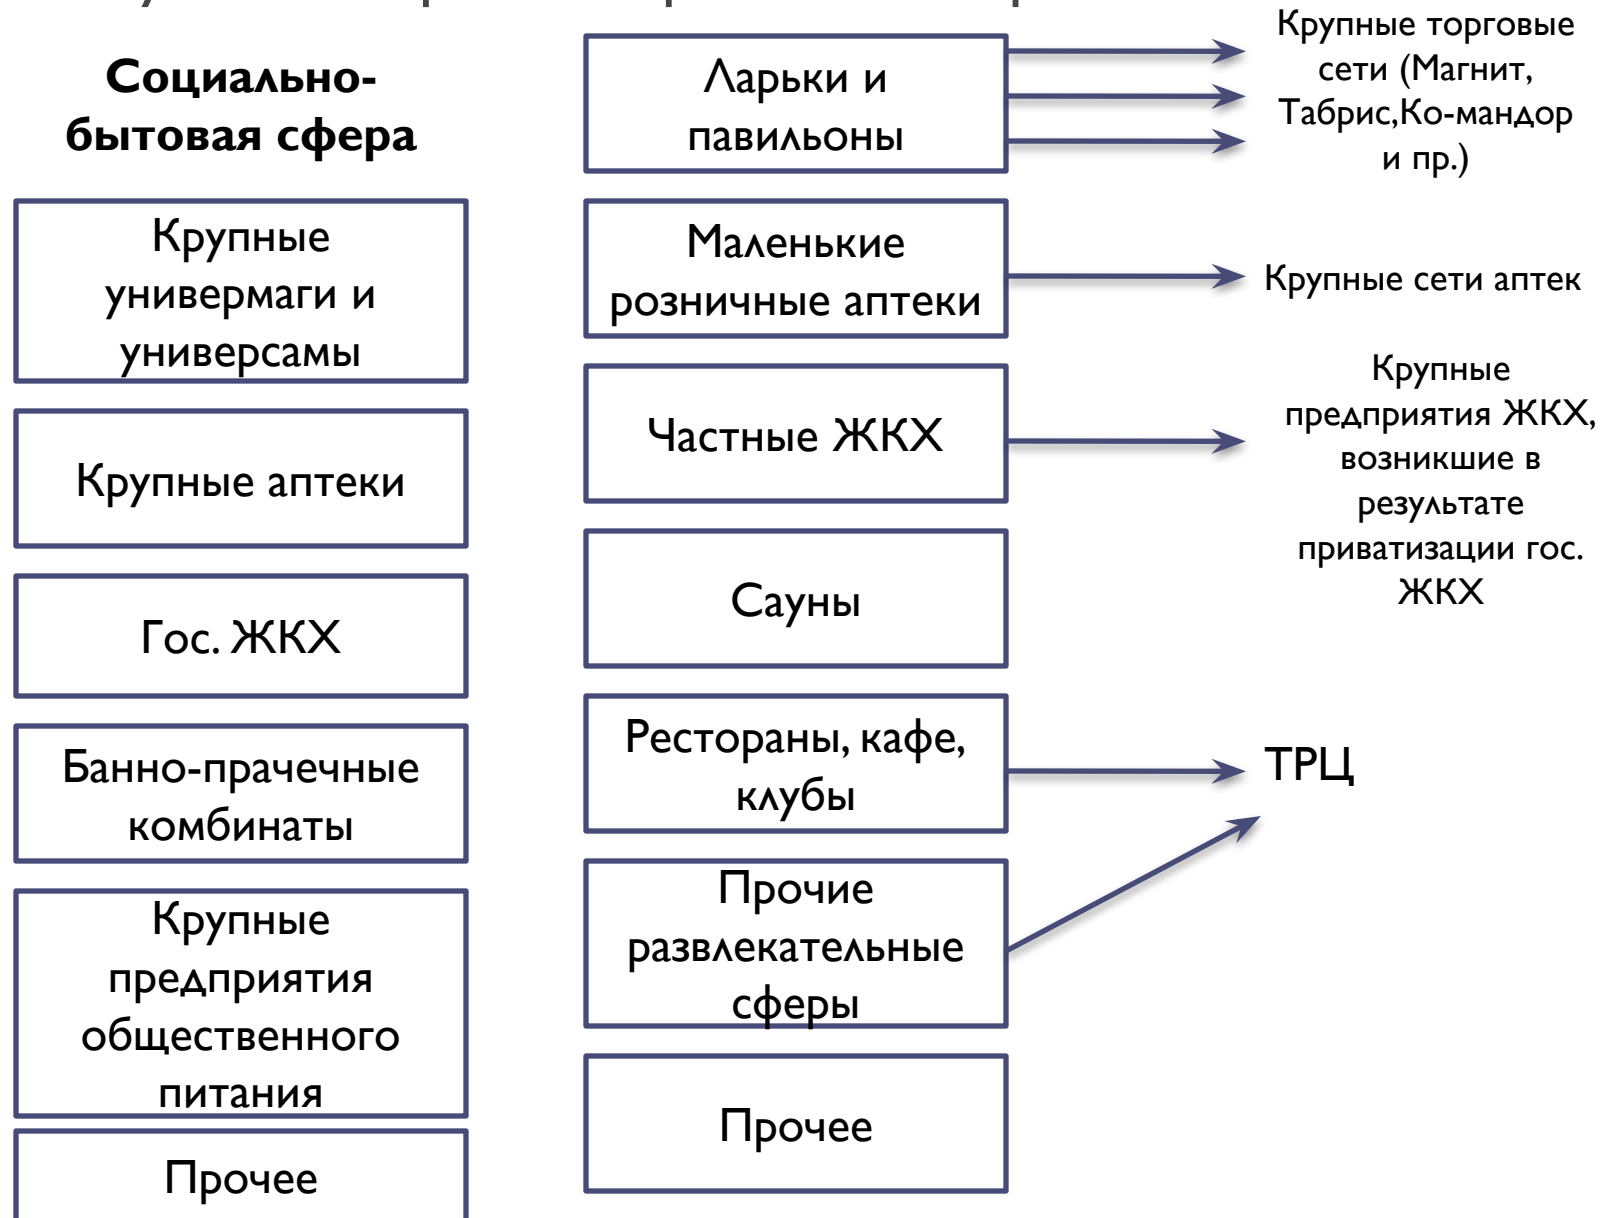 Социально-
бытовая сфера
Крупные
универмаги и
универсамы
Крупные аптеки
Гос. ЖКХ
Банно-прачечные
комбинаты
Крупные
предприятия
общественного
питания
Прочее
Ларьки и
павильоны
Маленькие
розничные аптеки
Частные ЖКХ
Сауны
Рестораны, кафе,
клубы
Прочие
развлекательные
сферы
Прочее
Крупные торговые
сети (Магнит,
Табрис,Ко-мандор
и пр.)
Крупные сети аптек
Крупные
предприятия ЖКХ,
возникшие в
результате
приватизации гос.
ЖКХ
ТРЦ